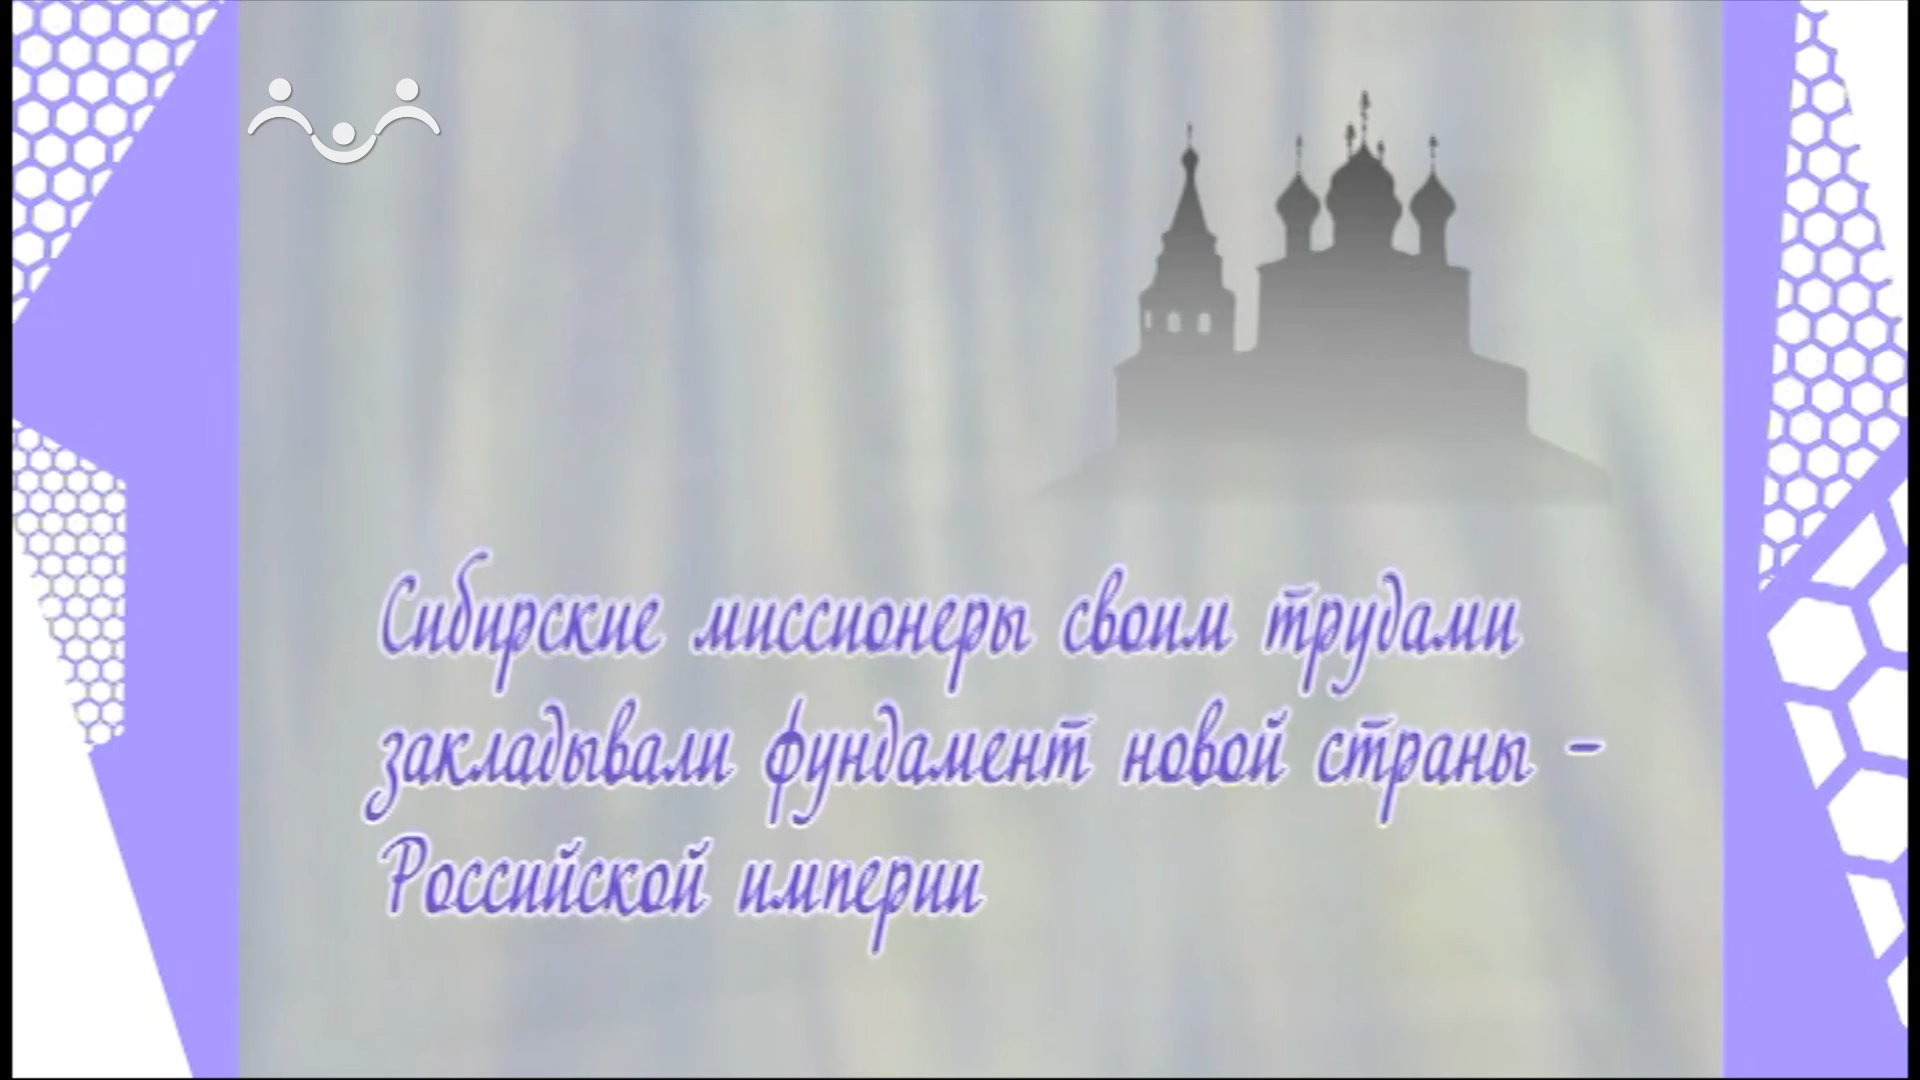 Сибирские миссионеры своим трудами
закладывали фундамент новой страны -
Российской империи